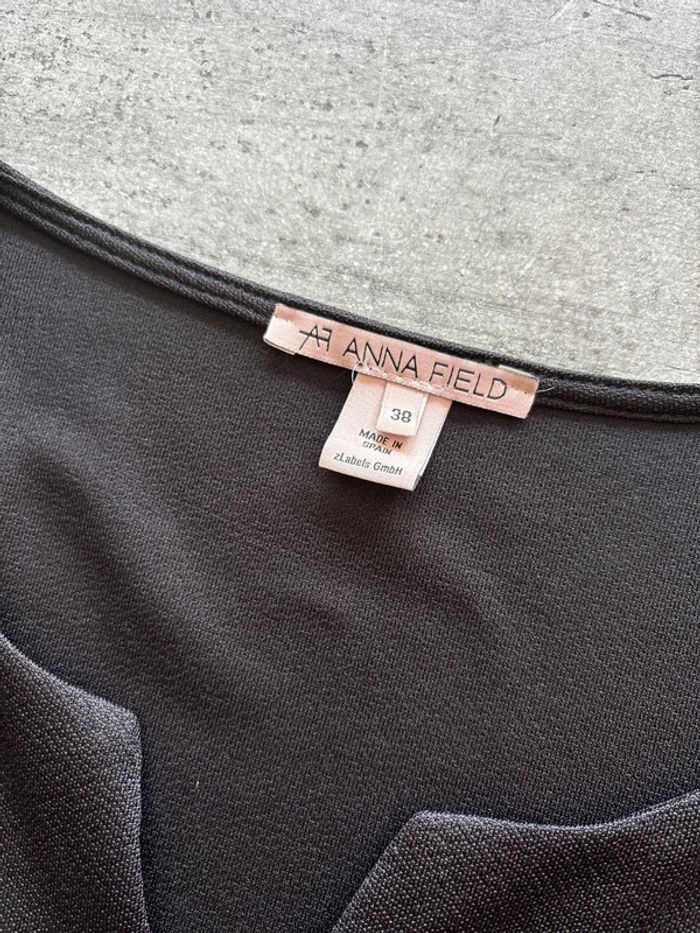 AF ANNA FIELD
38
MADE IN
SPAIN
zLabels GmbH